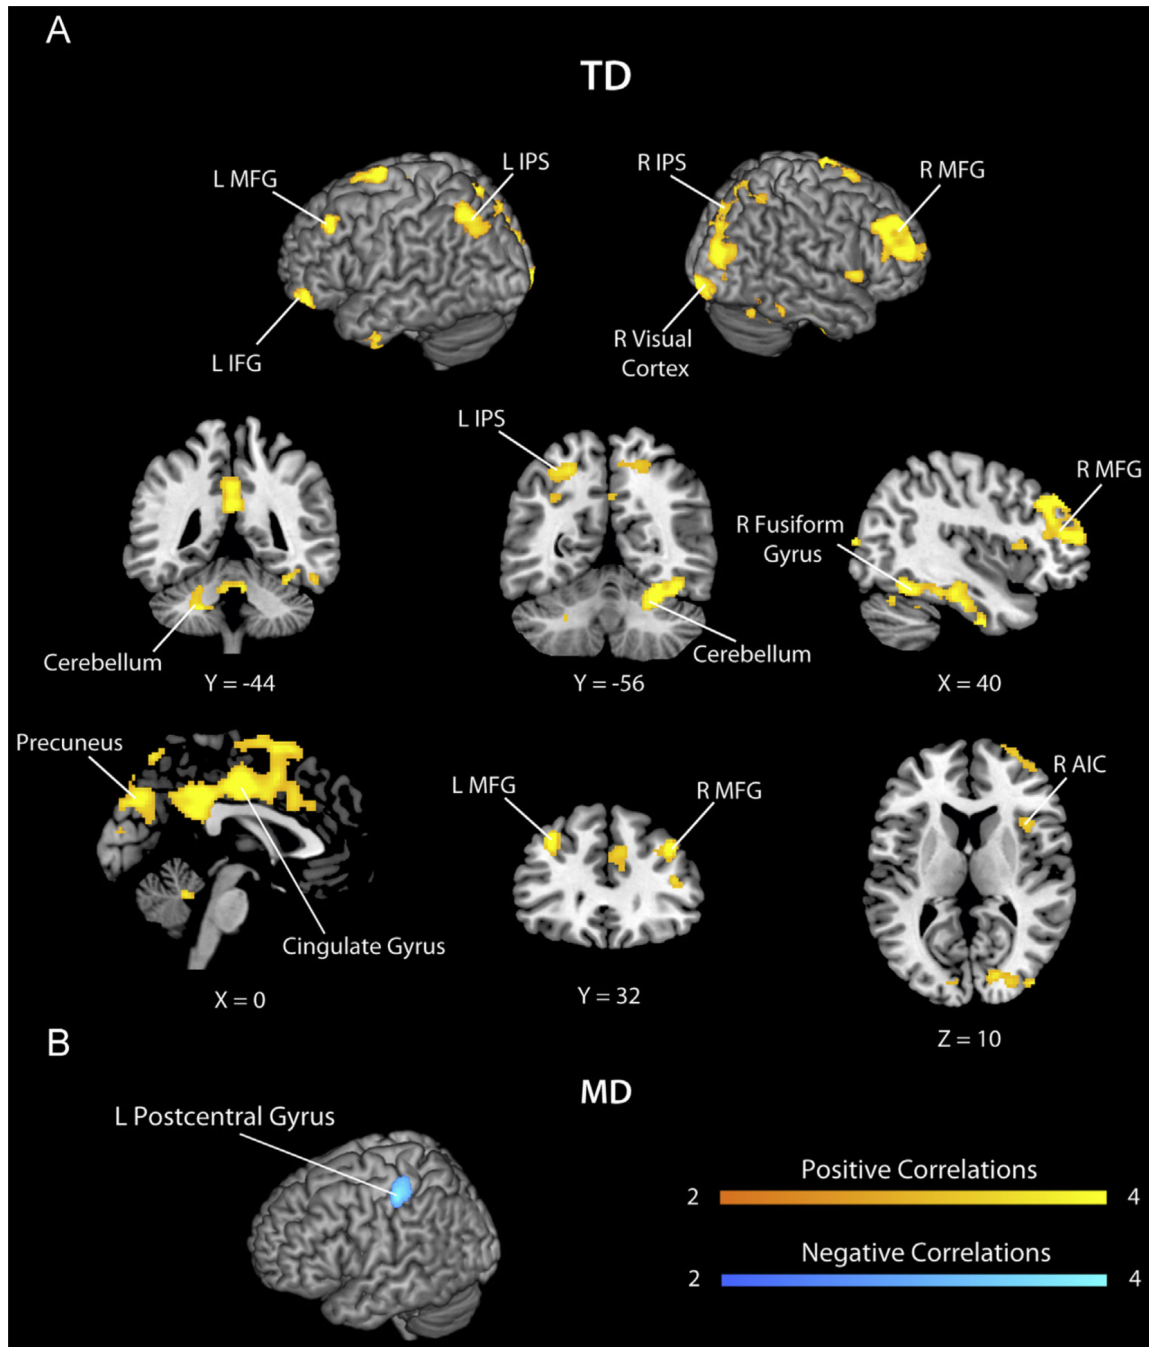 A
TD
L MFG
L IPS
R IPS
R MFG
L IFG
R Visual
Cortex
L IPS
R MFG
R Fusiform
Gyrus
Cerebellum
Cerebellum
Y = -44
Y = -56
X = 40
Precuneus
L MFG
R MFG
R AIC
Cingulate Gyrus
X = 0
Y = 32
Z = 10
B
MD
L Postcentral Gyrus
Positive Correlations
2
4
Negative Correlations
2
4